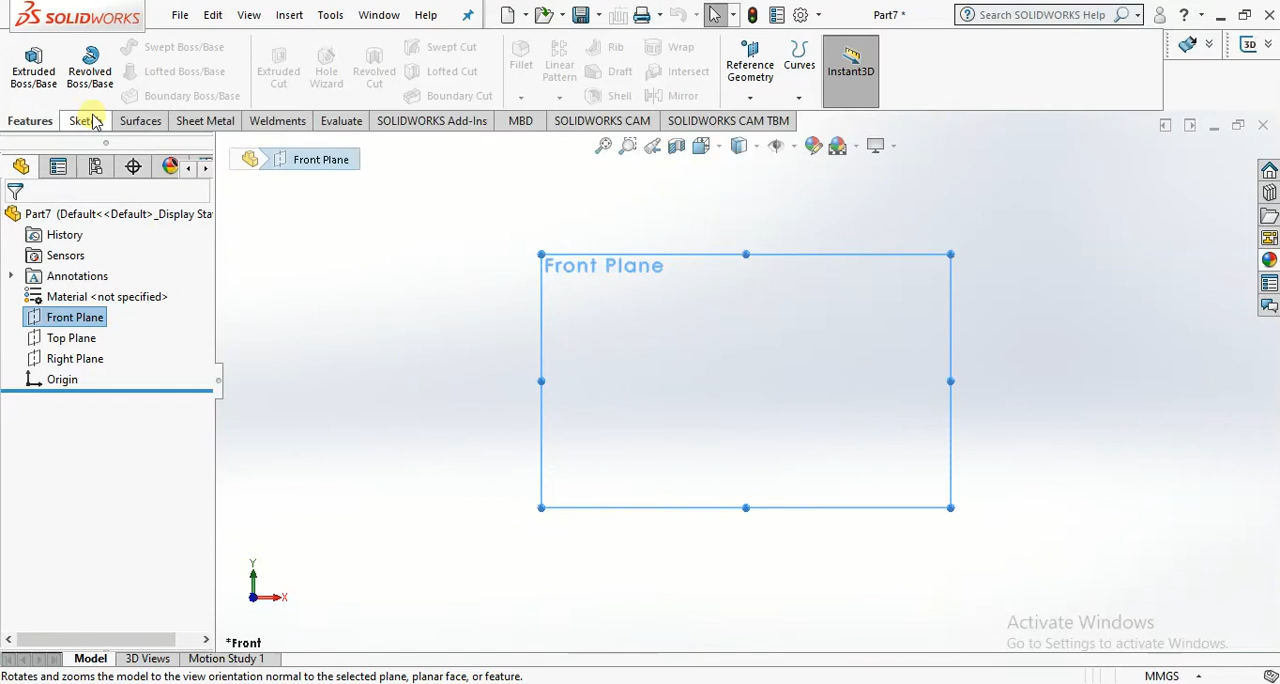 SOLIDWORKS File Edit View Insert Tools Window Help Part7 * Search SOLIDWORKS Help ?
Extruded Boss/Base
Revolved Boss/Base
Swept Boss/Base
Lofted Boss/Base
Boundary Boss/Base
Extruded Cut
Hole Wizard
Revolved Cut
Swept Cut
Lofted Cut
Boundary Cut
Fillet
Linear Pattern
Rib
Draft
Shell
Wrap
Intersect
Mirror
Reference Geometry
Curves
Instant3D
3D
Features Surfaces Sheet Metal Weldments Evaluate SOLIDWORKS Add-Ins MBD SOLIDWORKS CAM SOLIDWORKS CAM TBM
Front Plane
Part7 (Default<<Default>_Display Sta
History
Sensors
Annotations
Material <not specified>
Front Plane
Top Plane
Right Plane
Origin
Front Plane
Y
X
*Front
Activate Windows
Go to Settings to activate Windows.
Model 3D Views Motion Study 1
Rotates and zooms the model to the view orientation normal to the selected plane, planar face, or feature. MMGS